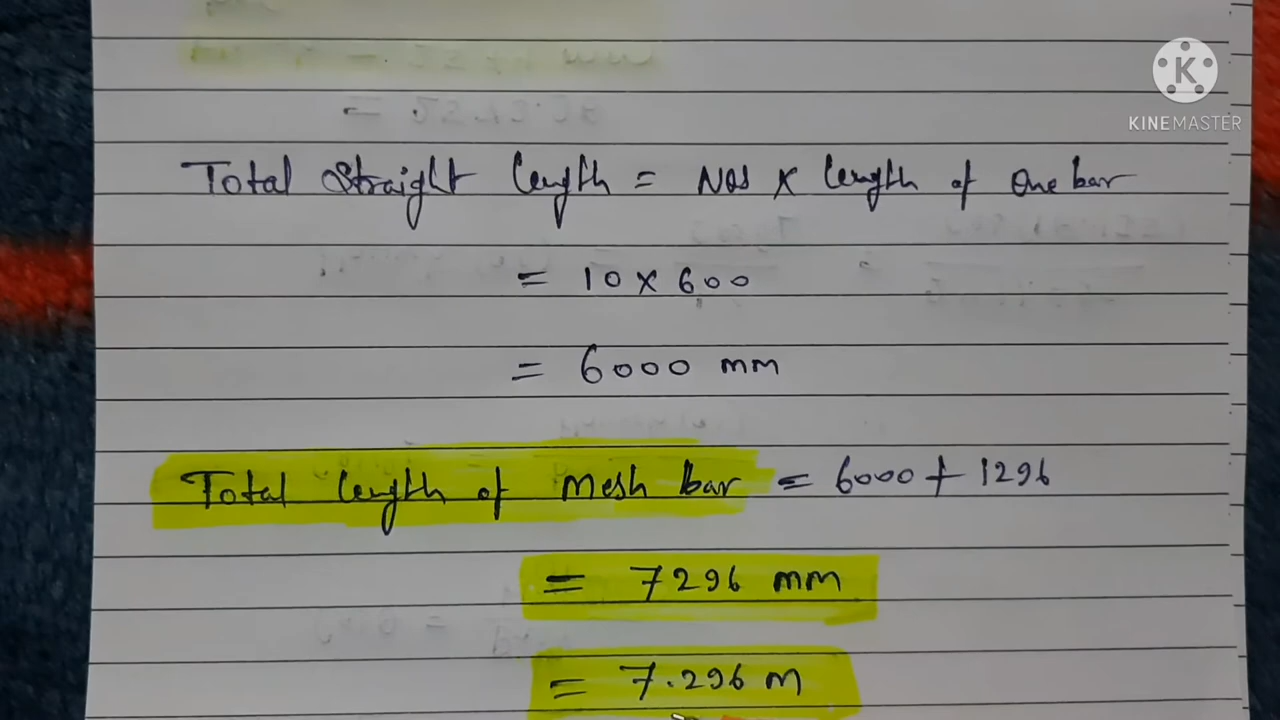 KINEMASTER
Total Straight length = Nos x length of One bar
= 10 x 600
= 6000 mm
Total length of Mesh bar = 6000 + 1296
= 7296 mm
= 7.296 m